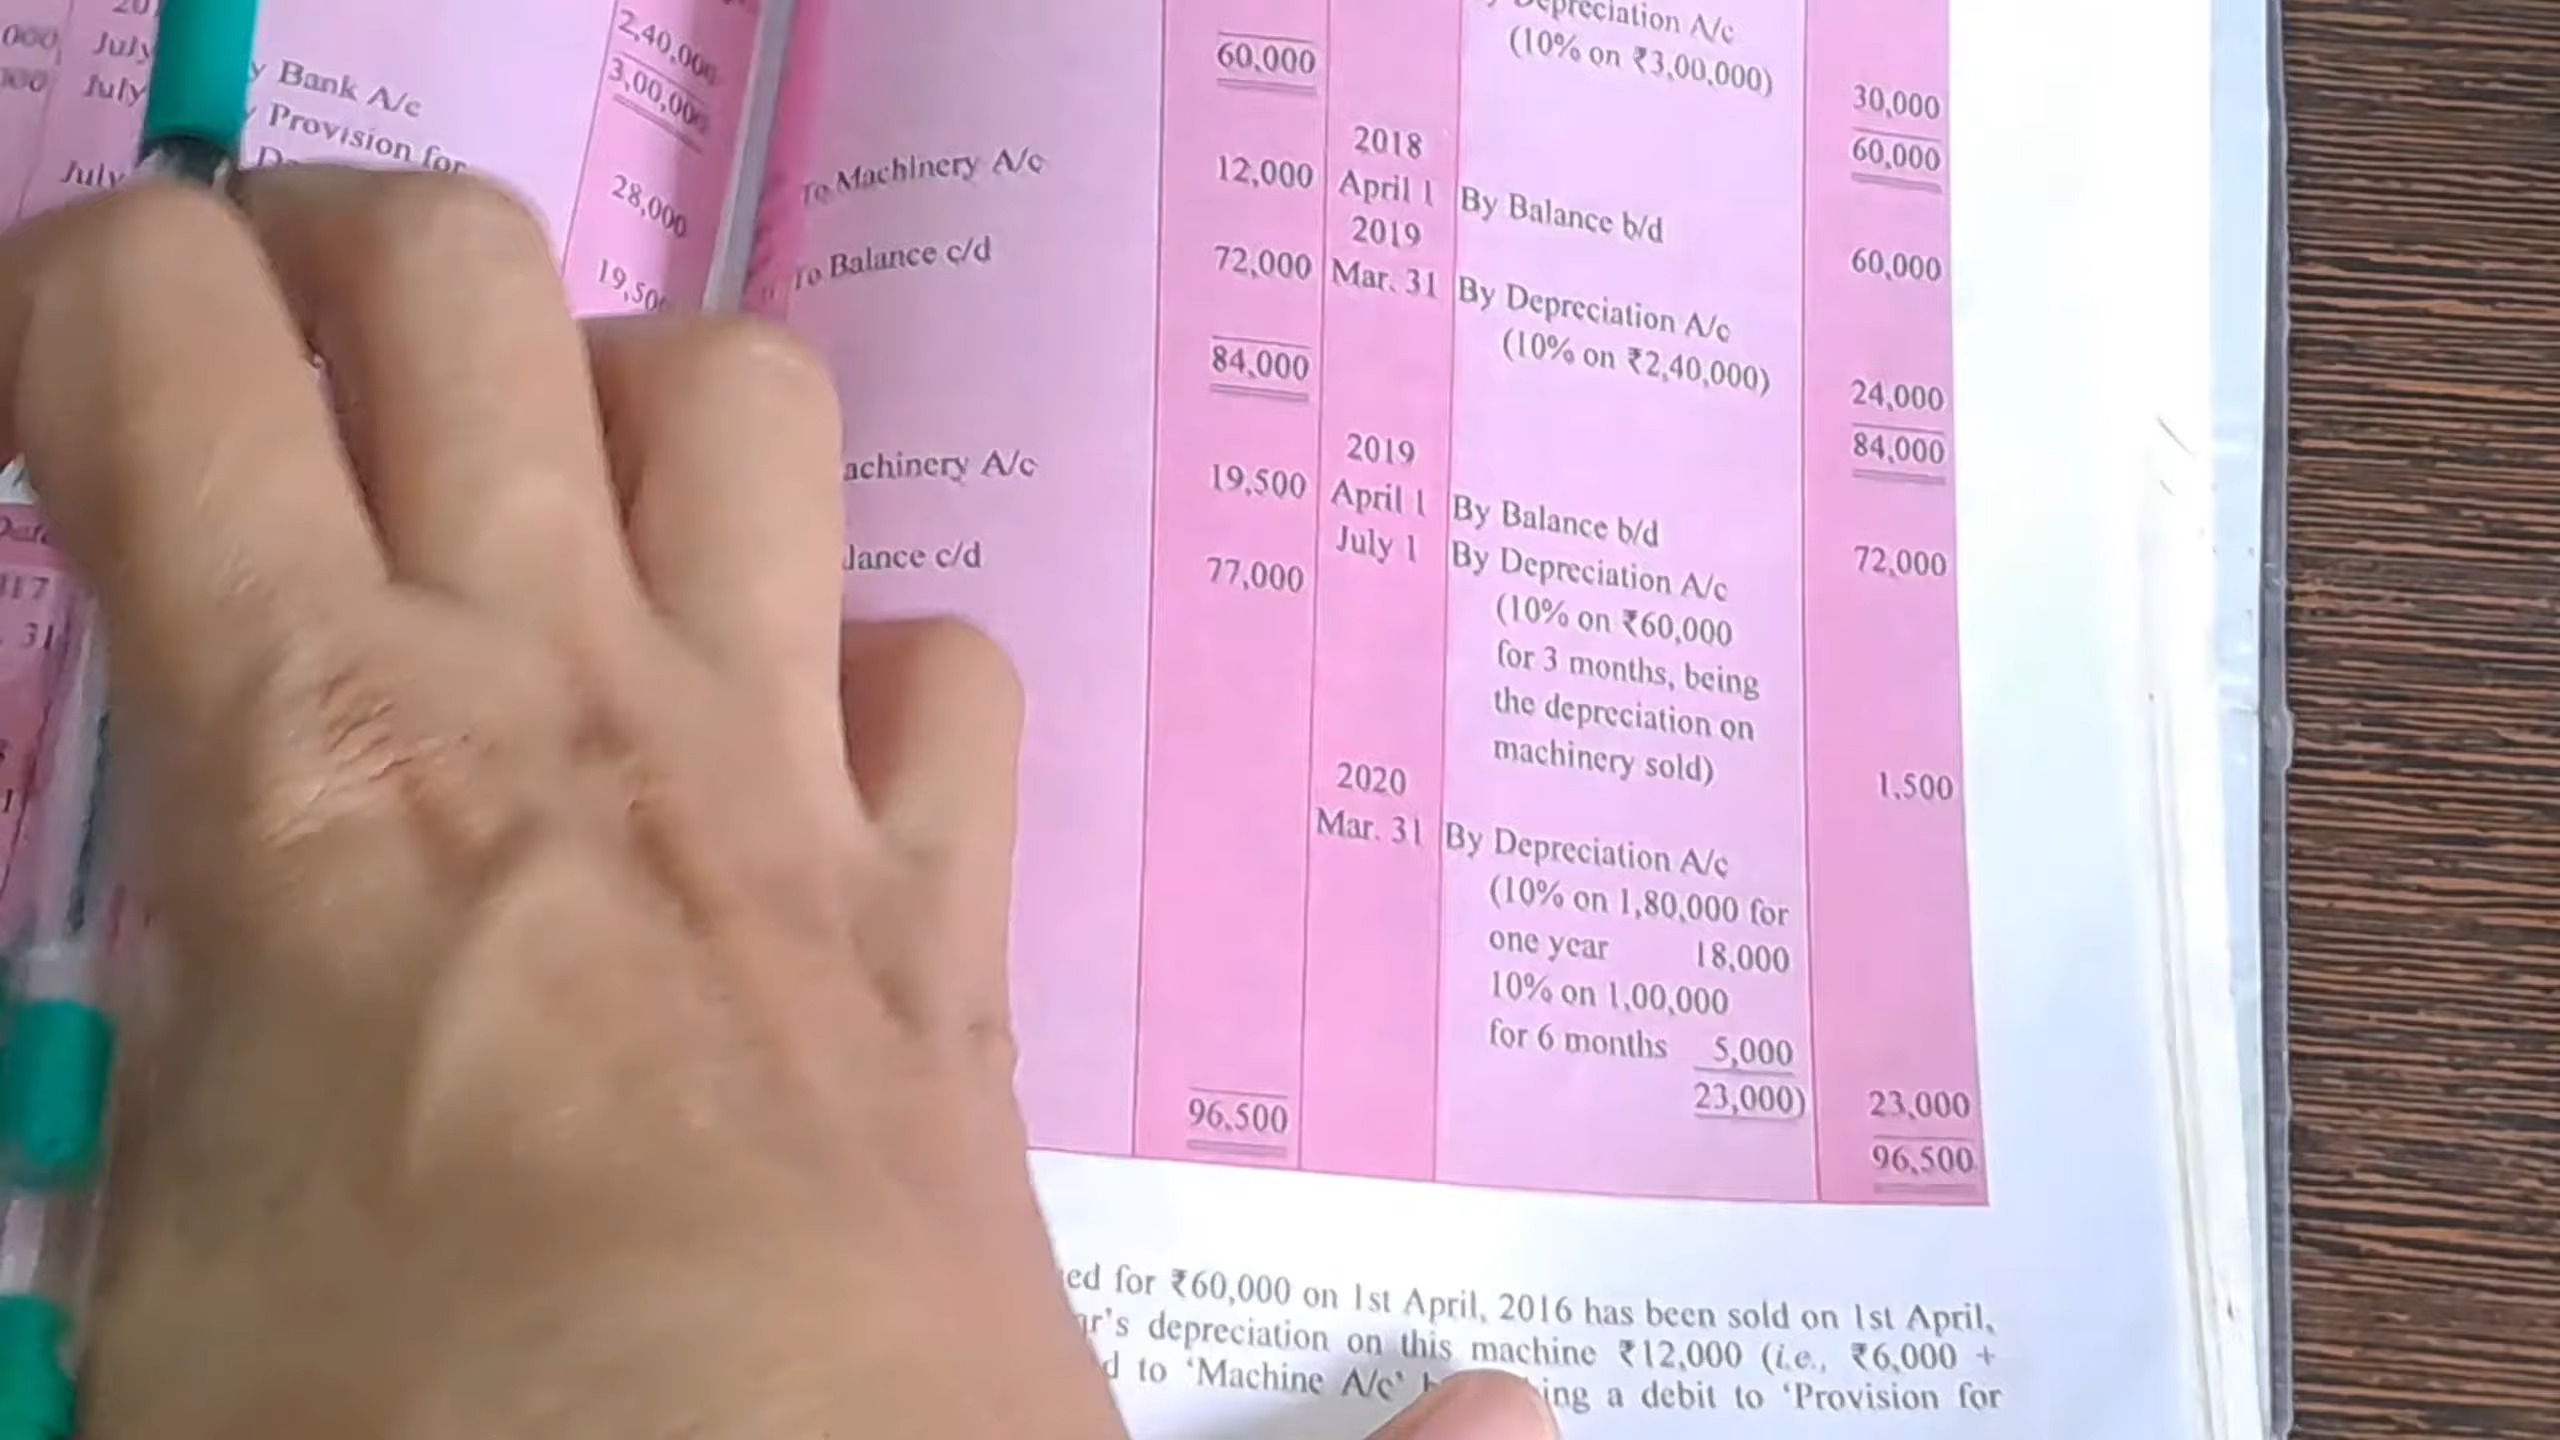 July
July
July
y Bank A/c
Provision for
2,40,000
3,00,000
28,000
31
Depreciation A/c
(10% on ₹3,00,000)
60,000
30,000
60,000
2018
To Machinery A/c 12,000 April 1 By Balance b/d 60,000
2019
To Balance c/d 72,000 Mar. 31 By Depreciation A/c
(10% on ₹2,40,000) 24,000
84,000 84,000
2019
achinery A/c 19,500 April 1 By Balance b/d 72,000
lance c/d 77,000 July 1 By Depreciation A/c
(10% on ₹60,000
for 3 months, being
the depreciation on
machinery sold) 1,500
2020
Mar. 31 By Depreciation A/c
(10% on 1,80,000 for
one year 18,000
10% on 1,00,000
for 6 months 5,000
23,000) 23,000
96,500 96,500
ed for ₹60,000 on 1st April, 2016 has been sold on 1st April,
r's depreciation on this machine ₹12,000 (i.e., ₹6,000 +
d to 'Machine A/c' ing a debit to 'Provision for